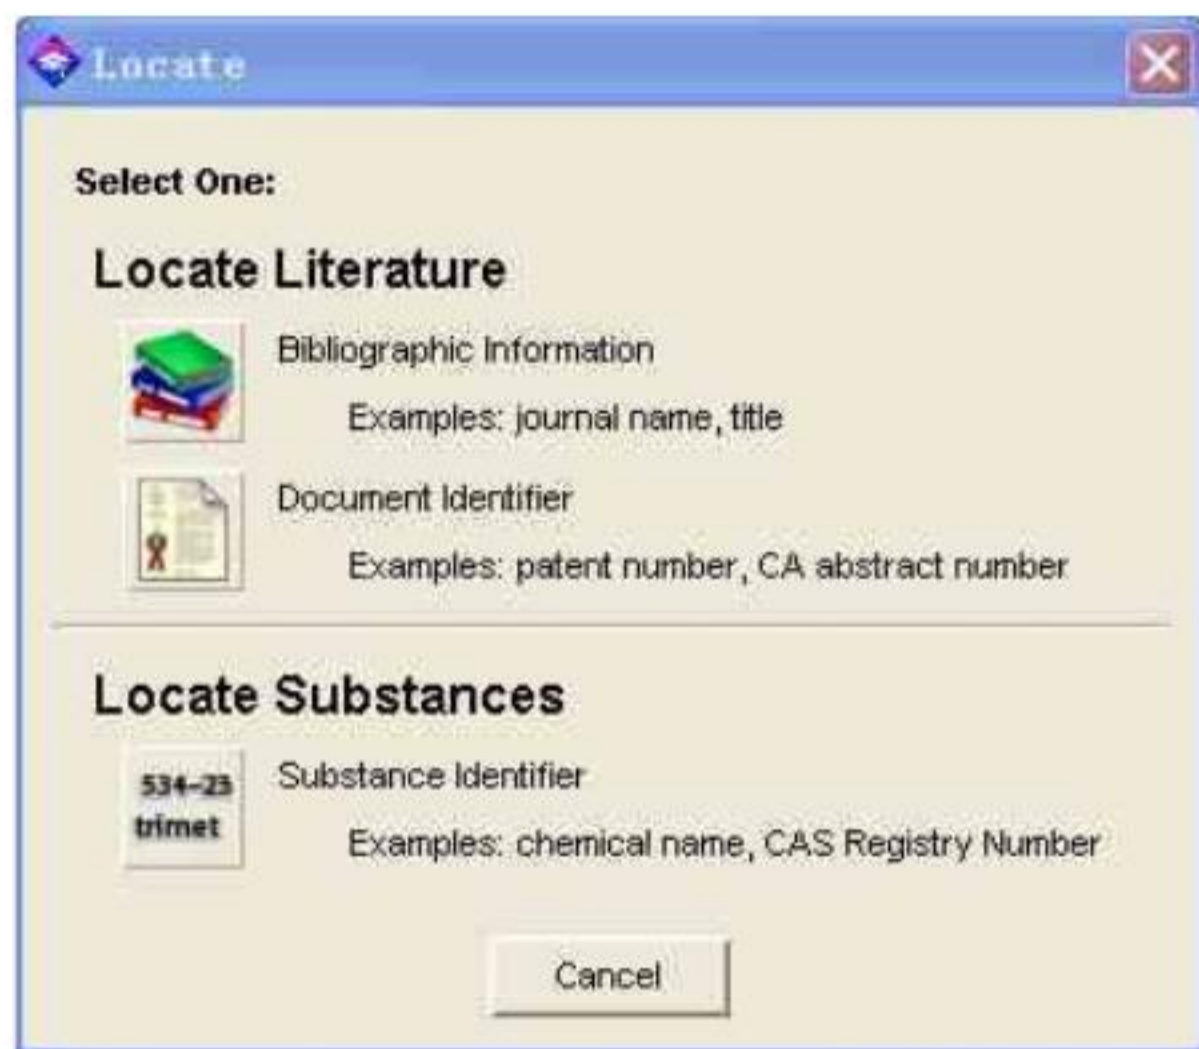 Locate
Select One:
Locate Literature
Bibliographic Information
Examples: journal name, title
Document Identifier
Examples: patent number, CA abstract number
Locate Substances
534-23
trimet
Substance Identifier
Examples: chemical name, CAS Registry Number
Cancel